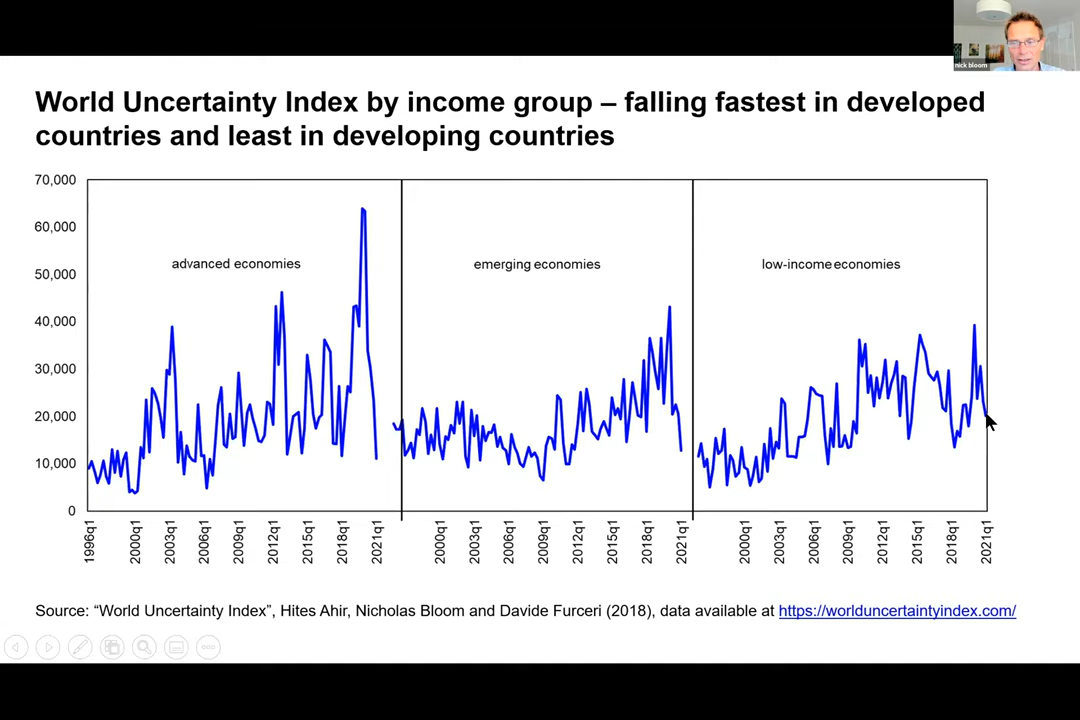 nick bloom
World Uncertainty Index by income group – falling fastest in developed
countries and least in developing countries
70,000
60,000
50,000
40,000
30,000
20,000
10,000
0
advanced economies
emerging economies
low-income economies
1996q1
2000q1
2003q1
2006q1
2009q1
2012q1
2015q1
2018q1
2021q1
2000q1
2003q1
2006q1
2009q1
2012q1
2015q1
2018q1
2021q1
2000q1
2003q1
2006q1
2009q1
2012q1
2015q1
2018q1
2021q1
Source: “World Uncertainty Index”, Hites Ahir, Nicholas Bloom and Davide Furceri (2018), data available at https://worlduncertaintyindex.com/